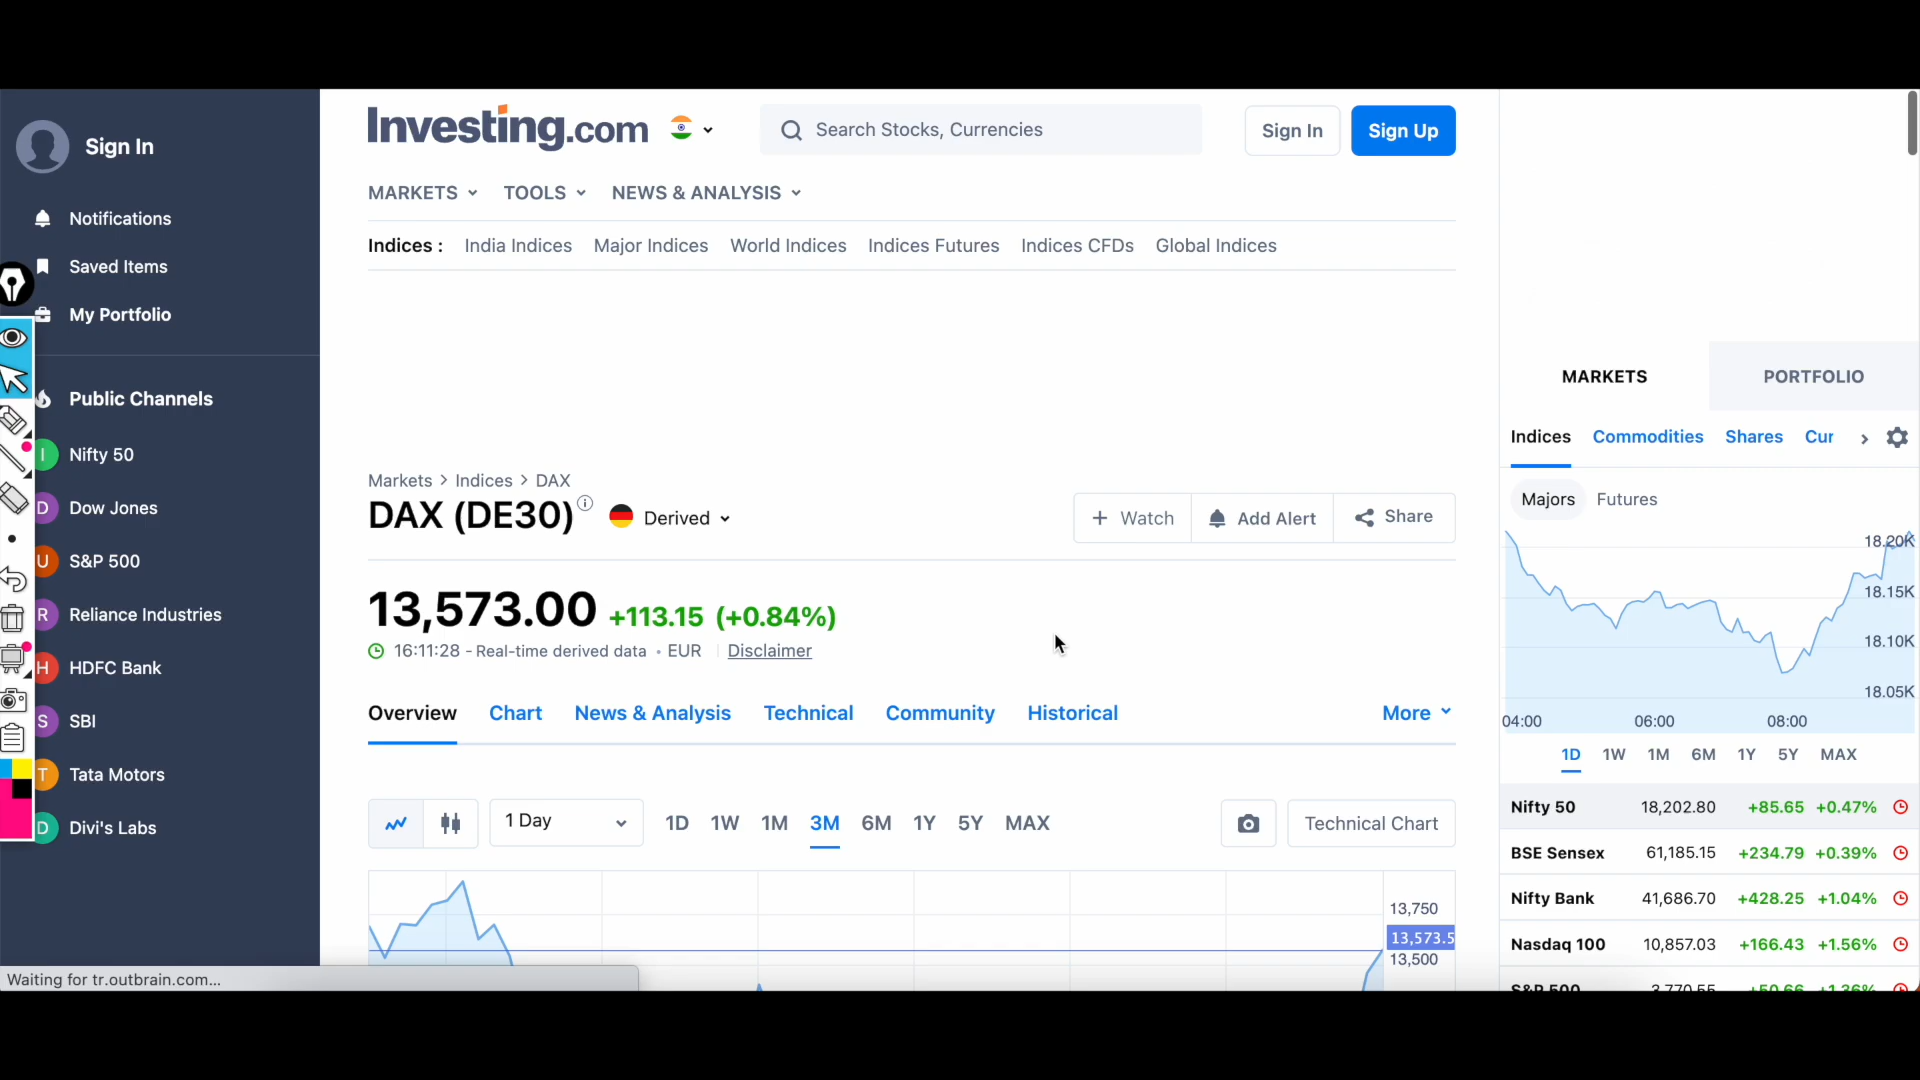 Sign In
Notifications
Saved Items
My Portfolio
Public Channels
I Nifty 50
D Dow Jones
U S&P 500
R Reliance Industries
H HDFC Bank
S SBI
T Tata Motors
D Divi's Labs
Waiting for tr.outbrain.com...
Investing.com
Search Stocks, Currencies
Sign In
Sign Up
MARKETS TOOLS NEWS & ANALYSIS
Indices : India Indices Major Indices World Indices Indices Futures Indices CFDs Global Indices
Markets > Indices > DAX
DAX (DE30) Derived
+ Watch Add Alert Share
13,573.00 +113.15 (+0.84%)
16:11:28 - Real-time derived data • EUR Disclaimer
Overview Chart News & Analysis Technical Community Historical More
1 Day 1D 1W 1M 3M 6M 1Y 5Y MAX Technical Chart
13,750
13,573.5
13,500
MARKETS PORTFOLIO
Indices Commodities Shares Cur
Majors Futures
18.20K
18.15K
18.10K
18.05K
04:00 06:00 08:00
1D 1W 1M 6M 1Y 5Y MAX
Nifty 50 18,202.80 +85.65 +0.47%
BSE Sensex 61,185.15 +234.79 +0.39%
Nifty Bank 41,686.70 +428.25 +1.04%
Nasdaq 100 10,857.03 +166.43 +1.56%
S&P 500 3,770.55 +50.66 +1.36%